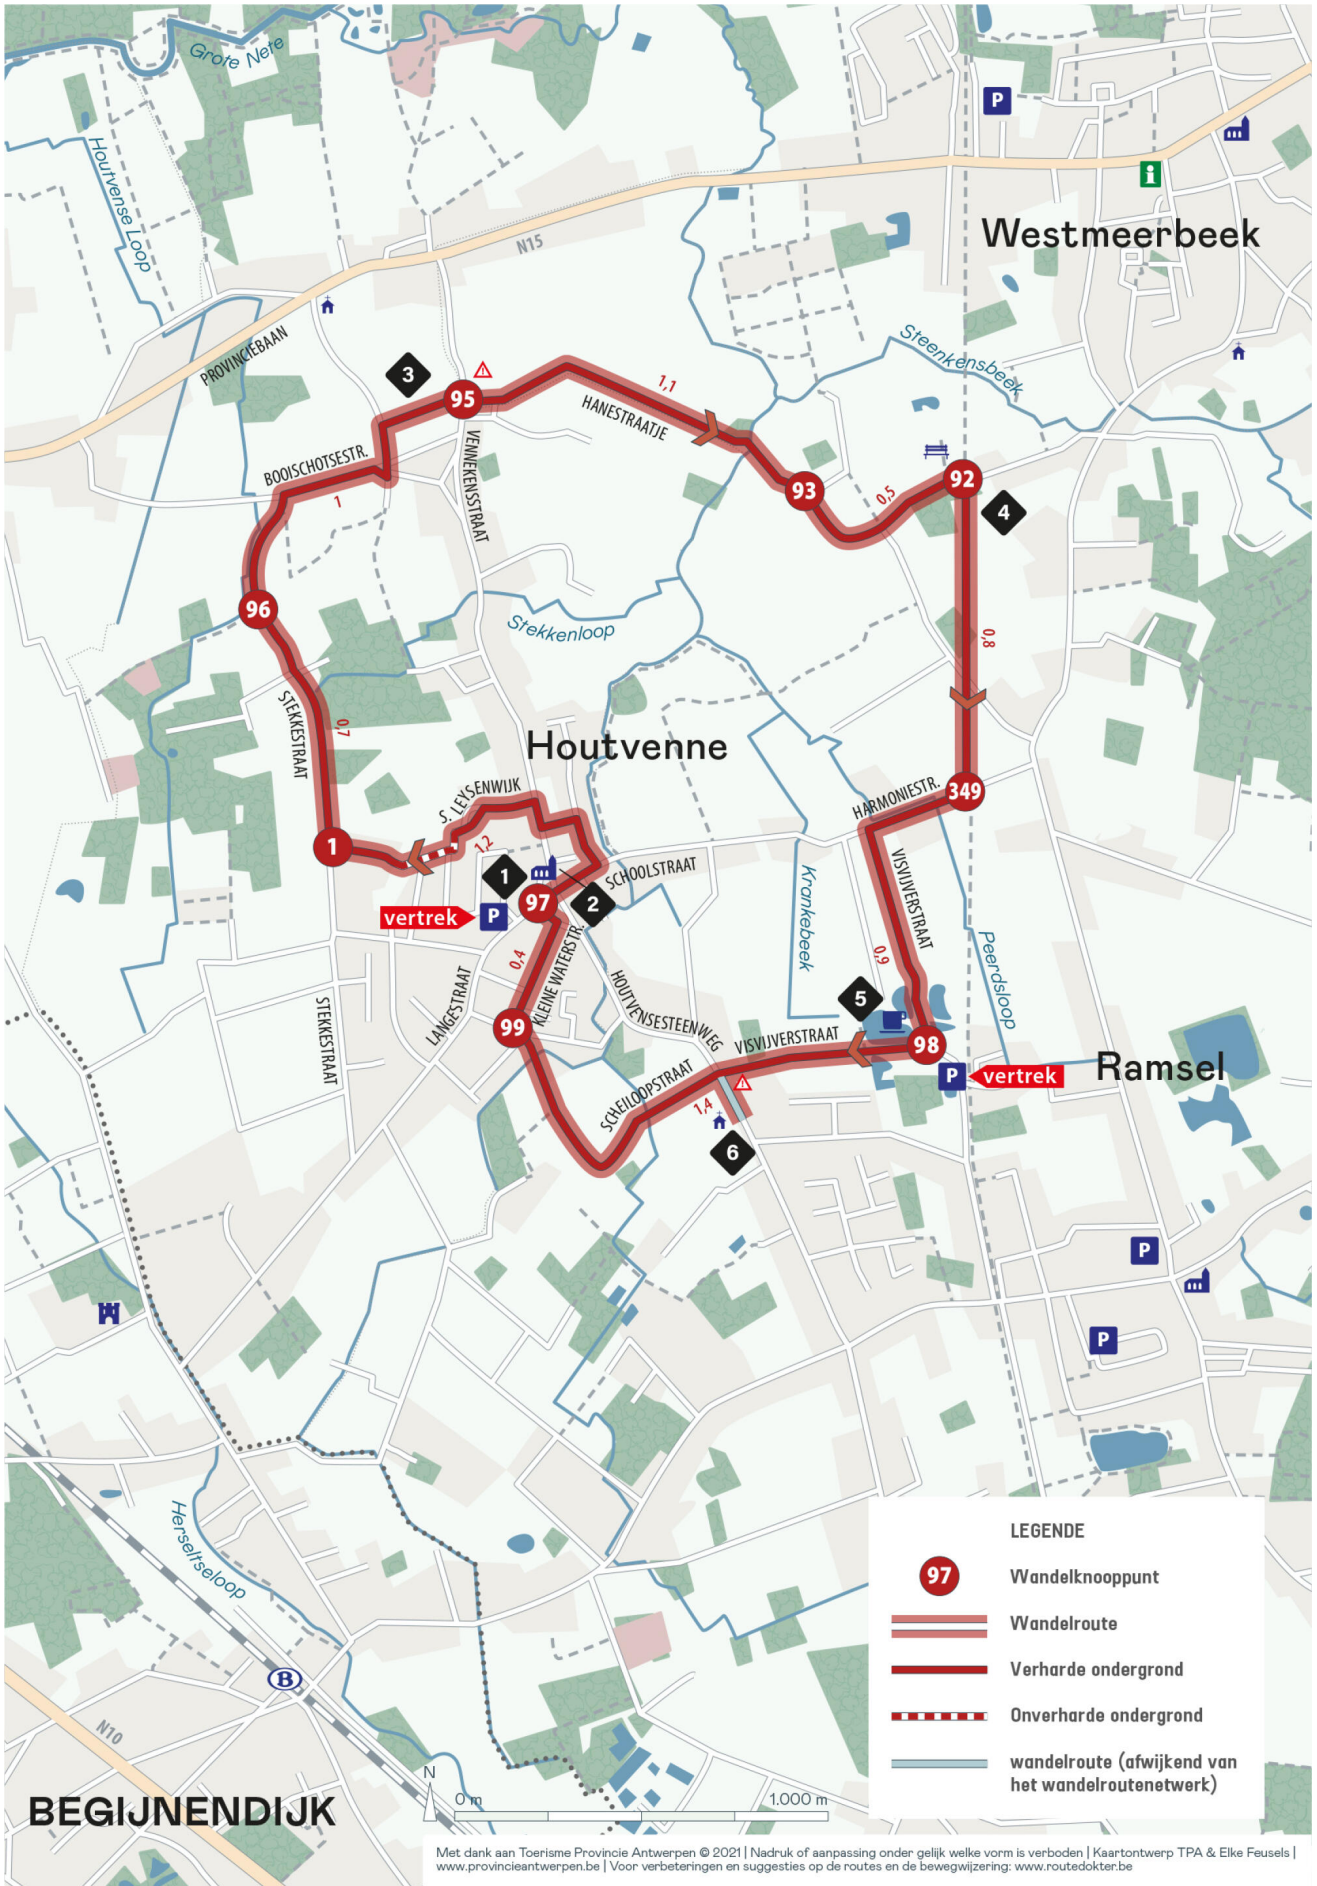 Grote Nete
Houtvense Loop
P
i
Westmeerbeek
N15
PROVINCIEBAAN
Steenkensbeek
3
95
1,1
HANESTRAATJE
BOOISCHOTSESTR.
1
VENNEKENSSTRAAT
93
0,5
92
4
96
Stekkenloop
0,8
STEKKESTRAAT
0,7
Houtvenne
S. LEYSENWIJK
1,2
HARMONIESTR.
349
1
1
SCHOOLSTRAAT
97
2
vertrek
P
Krankebeek
VISVIJVERSTRAAT
0,9
Peerdsloop
0,4
KLEINE WATERSTR.
LANGESTRAAT
HOUTVENSESTEENWEG
STEKKESTRAAT
99
5
VISVIJVERSTRAAT
98
P
vertrek
Ramsel
SCHEILOOPSTRAAT
1,4
6
P
P
Herseltseloop
B
N10
BEGIJNENDIJK
N
0 m
1.000 m
LEGENDE
97
Wandelknooppunt
Wandelroute
Verharde ondergrond
Onverharde ondergrond
wandelroute (afwijkend van
het wandelroutenetwerk)
Met dank aan Toerisme Provincie Antwerpen © 2021 | Nadruk of aanpassing onder gelijk welke vorm is verboden | Kaartontwerp TPA & Elke Feusels |
www.provincieantwerpen.be | Voor verbeteringen en suggesties op de routes en de bewegwijzering: www.routedokter.be